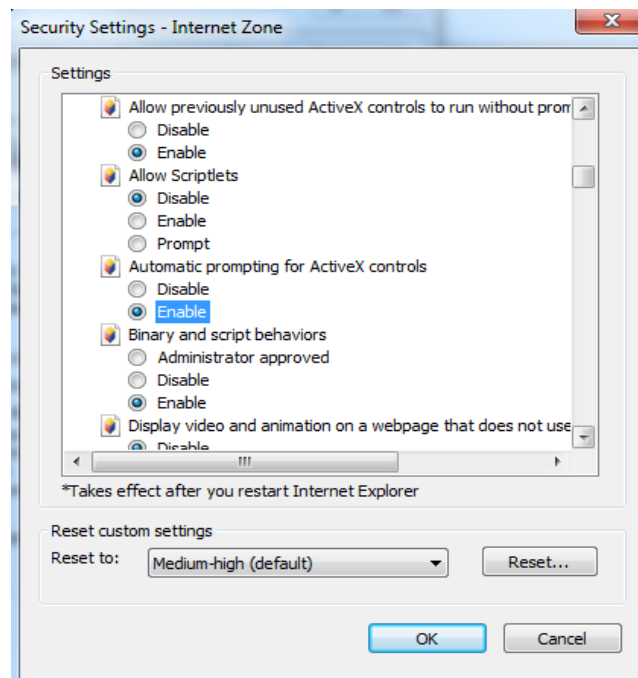 Security Settings - Internet Zone
Settings
Allow previously unused ActiveX controls to run without
Disable
Enable
Allow Scriptlets
Disable
Enable
Prompt
Automatic prompting for ActiveX controls
Disable
Enable
Binary and script behaviors
Administrator approved
Disable
Enable
Display video and animation on a webpage that does not use
Disable
*Takes effect after you restart Internet Explorer
Reset custom settings
Reset to:
Medium-high (default)
Reset...
OK
Cancel